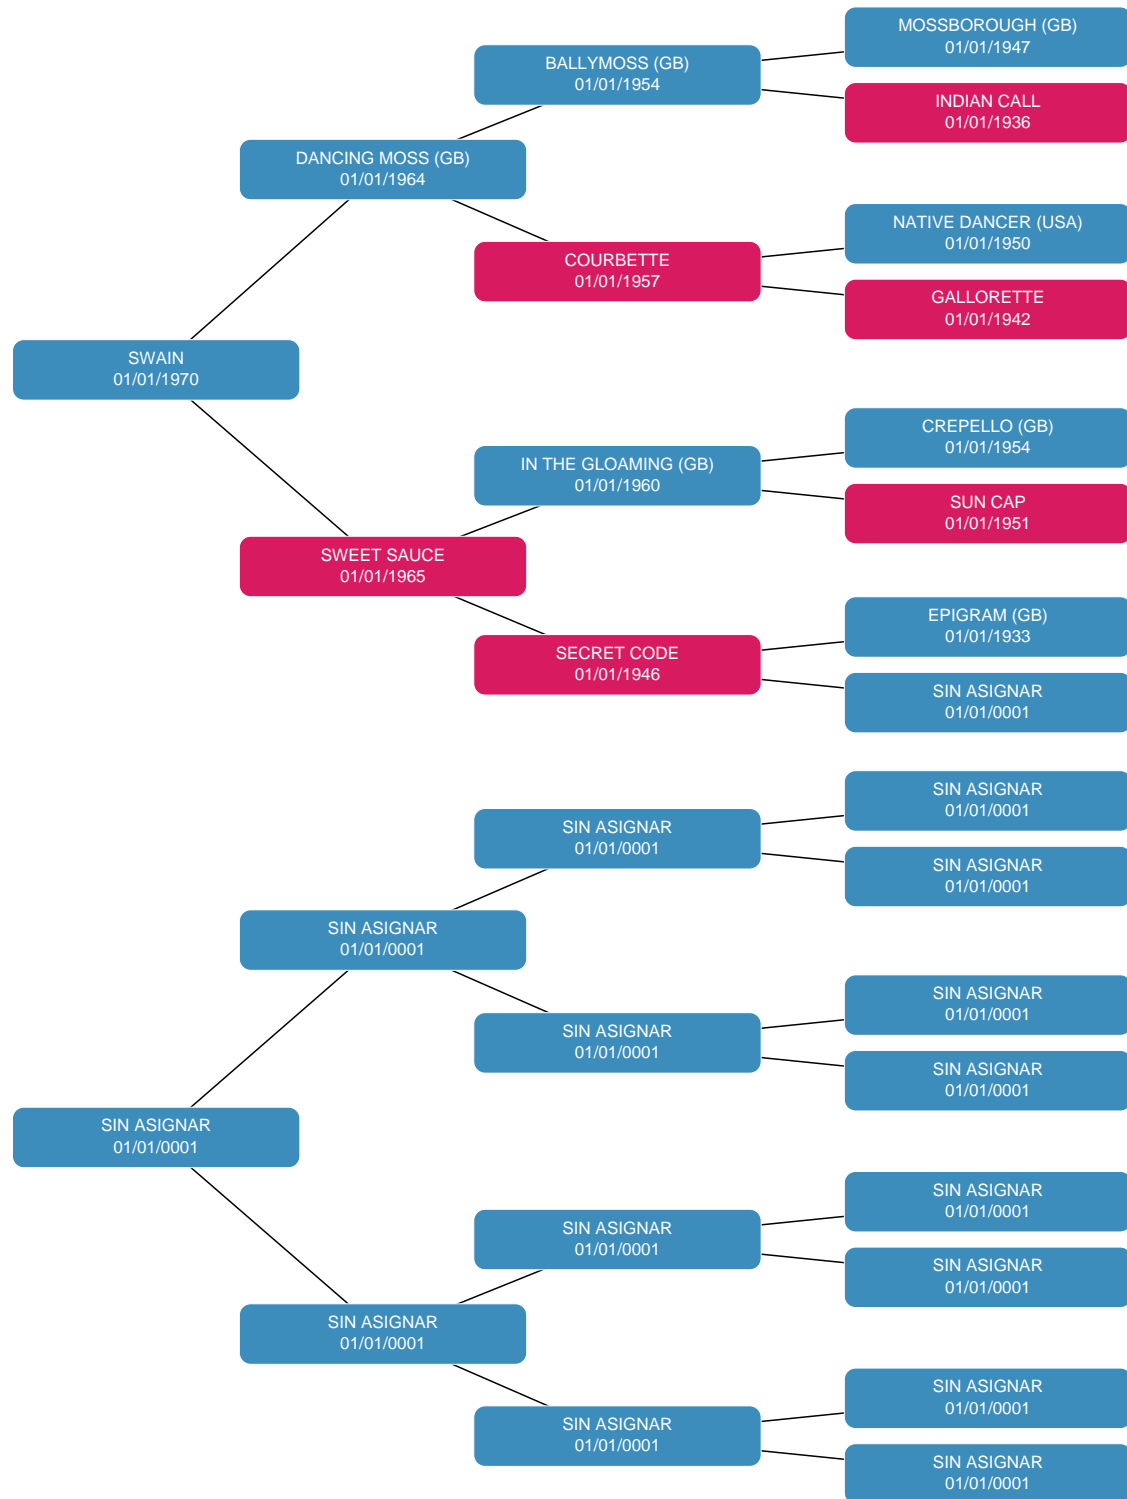 MOSSBOROUGH (GB)
01/01/1947
BALLYMOSS (GB)
01/01/1954
INDIAN CALL
01/01/1936
DANCING MOSS (GB)
01/01/1964
NATIVE DANCER (USA)
01/01/1950
COURBETTE
01/01/1957
GALLORETTE
01/01/1942
SWAIN
01/01/1970
CREPELLO (GB)
01/01/1954
IN THE GLOAMING (GB)
01/01/1960
SUN CAP
01/01/1951
SWEET SAUCE
01/01/1965
EPIGRAM (GB)
01/01/1933
SECRET CODE
01/01/1946
SIN ASIGNAR
01/01/0001
SIN ASIGNAR
01/01/0001
SIN ASIGNAR
01/01/0001
SIN ASIGNAR
01/01/0001
SIN ASIGNAR
01/01/0001
SIN ASIGNAR
01/01/0001
SIN ASIGNAR
01/01/0001
SIN ASIGNAR
01/01/0001
SIN ASIGNAR
01/01/0001
SIN ASIGNAR
01/01/0001
SIN ASIGNAR
01/01/0001
SIN ASIGNAR
01/01/0001
SIN ASIGNAR
01/01/0001
SIN ASIGNAR
01/01/0001
SIN ASIGNAR
01/01/0001
SIN ASIGNAR
01/01/0001